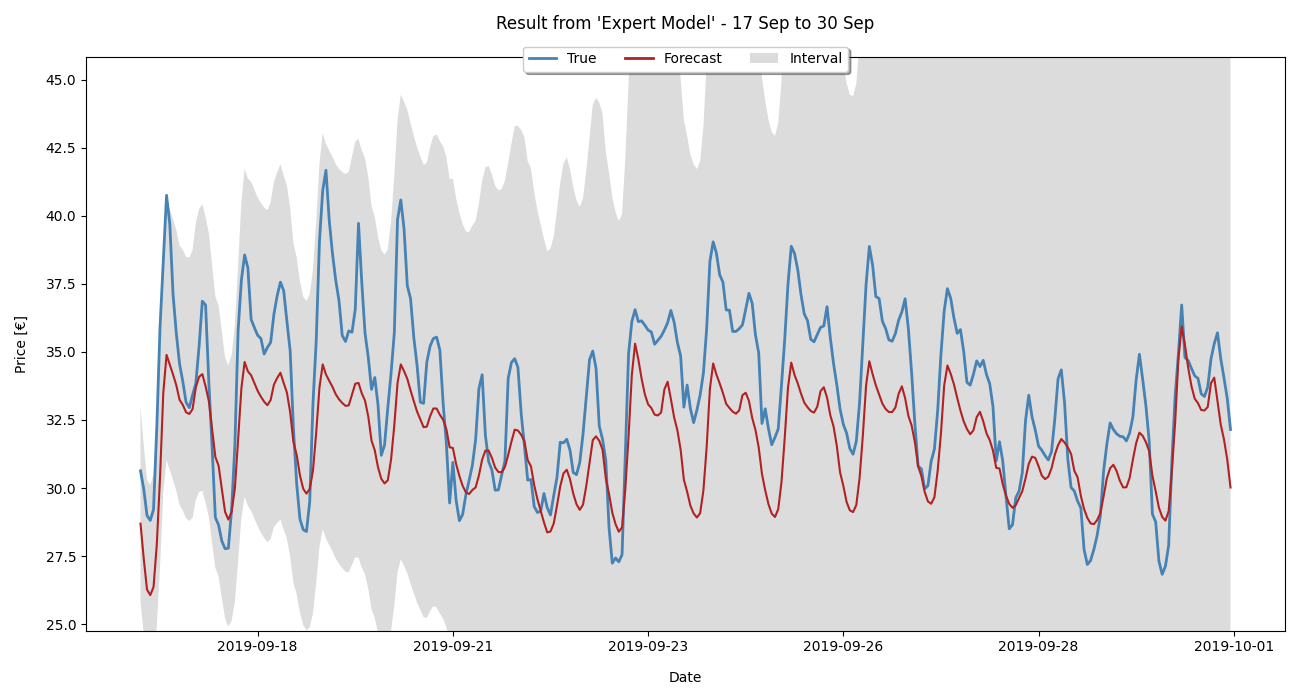 Result from 'Expert Model' - 17 Sep to 30 Sep
True Forecast Interval
45.0
42.5
40.0
37.5
35.0
32.5
30.0
27.5
25.0
Price [€]
2019-09-18 2019-09-21 2019-09-23 2019-09-26 2019-09-28 2019-10-01
Date